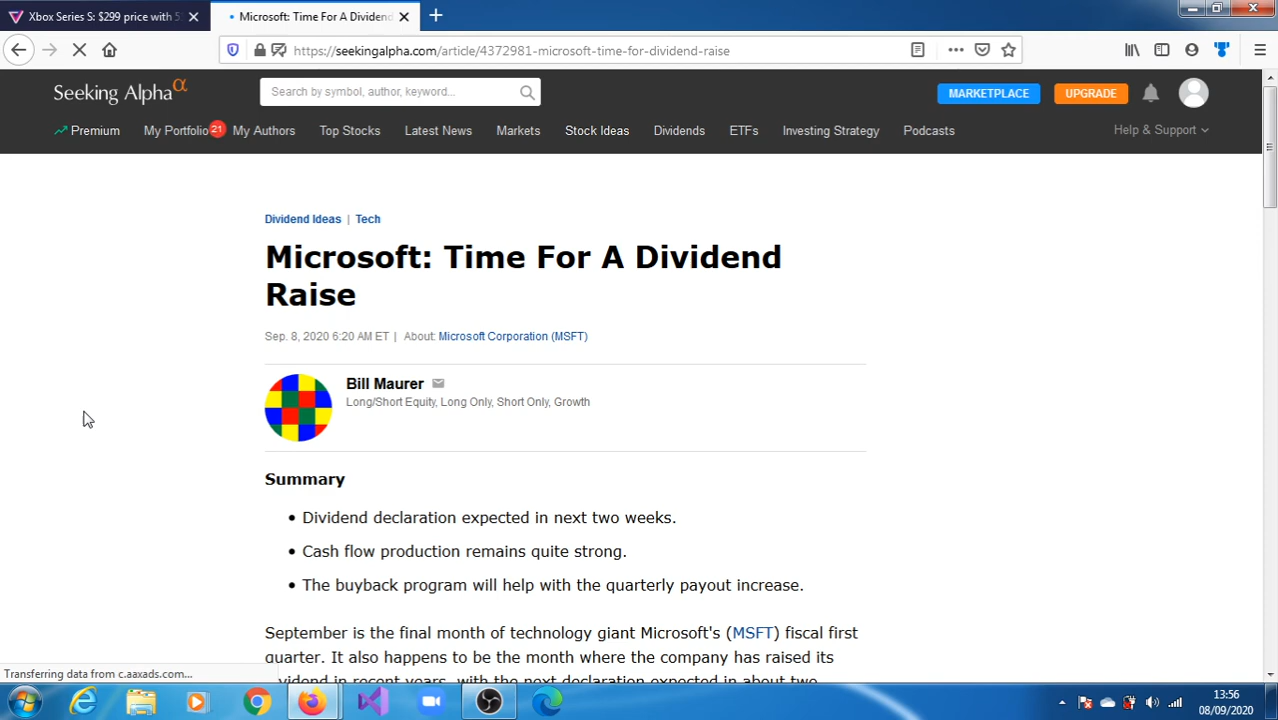 Xbox Series S: $299 price with 5
Microsoft: Time For A Dividend
https://seekingalpha.com/article/4372981-microsoft-time-for-dividend-raise
Seeking Alpha α
Search by symbol, author, keyword...
MARKETPLACE
UPGRADE
Premium
My Portfolio 21
My Authors
Top Stocks
Latest News
Markets
Stock Ideas
Dividends
ETFs
Investing Strategy
Podcasts
Help & Support
Dividend Ideas | Tech
Microsoft: Time For A Dividend
Raise
Sep. 8, 2020 6:20 AM ET | About: Microsoft Corporation (MSFT)
Bill Maurer
Long/Short Equity, Long Only, Short Only, Growth
Summary
• Dividend declaration expected in next two weeks.
• Cash flow production remains quite strong.
• The buyback program will help with the quarterly payout increase.
September is the final month of technology giant Microsoft's (MSFT) fiscal first
quarter. It also happens to be the month where the company has raised its
dividend in recent years, with the next declaration expected in about two
Transferring data from c.aaxads.com...
13:56
08/09/2020